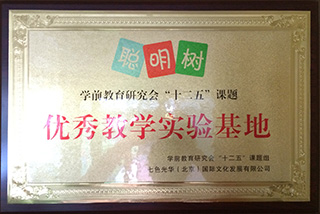 聪明树
学前教育研究会“十二五”课题
优秀教学实验基地
学前教育研究会“十二五”课题组
七色光华（北京）国际文化发展有限公司